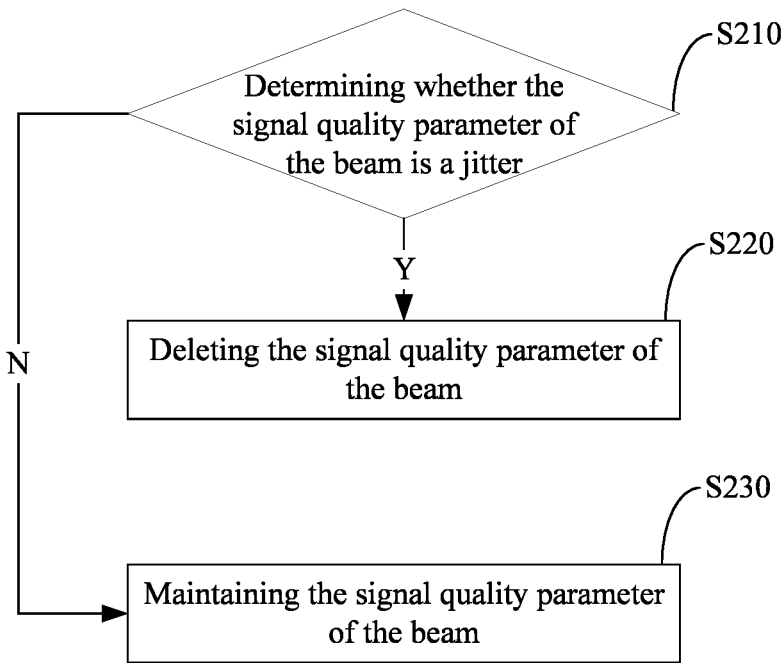 S210
Determining whether the
signal quality parameter of
the beam is a jitter
Y
S220
Deleting the signal quality parameter of
the beam
N
S230
Maintaining the signal quality parameter
of the beam